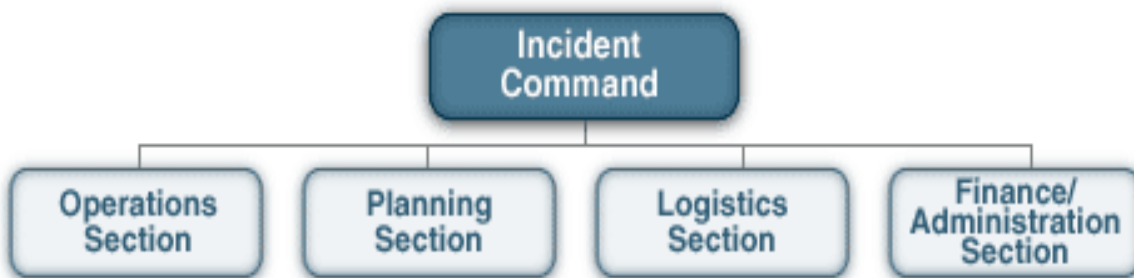 Incident
Command
Operations
Section
Planning
Section
Logistics
Section
Finance/
Administration
Section